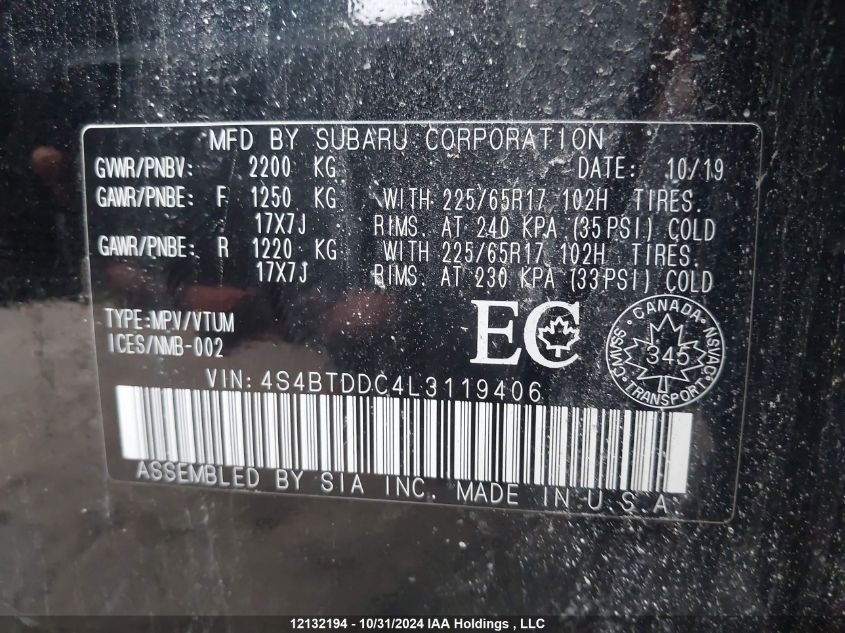 MFD BY SUBARU CORPORATION
GVWR/PNBV: 2200 KG DATE: 10/19
GAWR/PNBE: F 1250 KG WITH 225/65R17 102H TIRES.
17X7J RIMS. AT 240 KPA (35PSI) COLD
GAWR/PNBE: R 1220 KG WITH 225/65R17 102H TIRES.
17X7J RIMS. AT 230 KPA (33PSI) COLD
TYPE:MPV/VTUM
ICES/NMB-002
EC
CANADA
CMVSS NSVAC
345
TRANSPORT
VIN: 4S4BTDDC4L3119406
ASSEMBLED BY SIA INC. MADE IN U.S.A.
12132194 - 10/31/2024 IAA Holdings , LLC